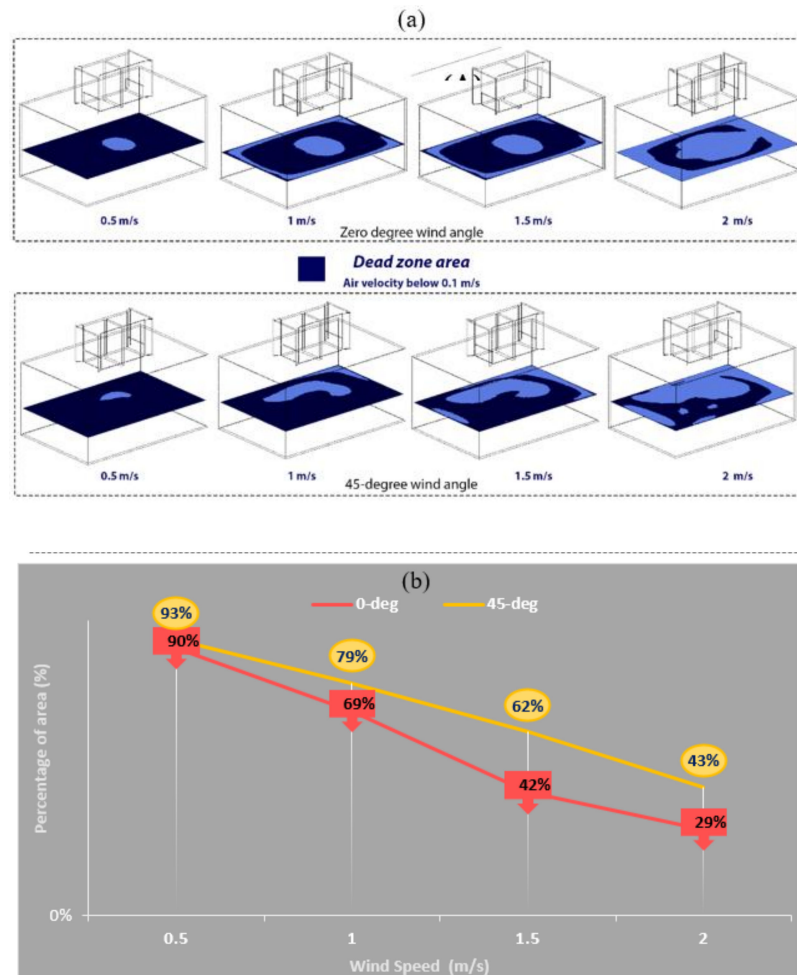 (a)
0.5 m/s 1 m/s 1.5 m/s 2 m/s
Zero degree wind angle
Dead zone area
Air velocity below 0.1 m/s
0.5 m/s 1 m/s 1.5 m/s 2 m/s
45-degree wind angle
(b)
0-deg 45-deg
93%
90%
79%
69%
62%
42%
43%
29%
Percentage of area (%)
0%
0.5 1 1.5 2
Wind Speed (m/s)